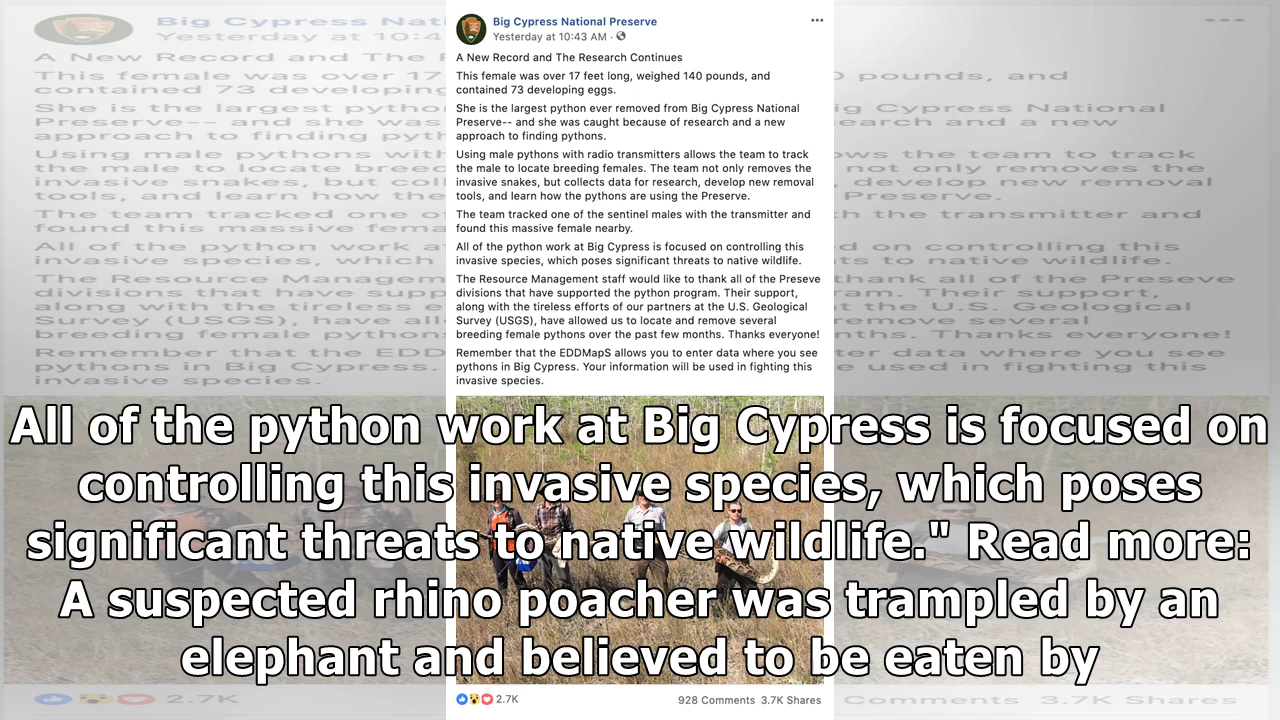 Big Cypress National Preserve
Yesterday at 10:43 AM ·
A New Record and The Research Continues
This female was over 17 feet long, weighed 140 pounds, and
contained 73 developing eggs.
She is the largest python ever removed from Big Cypress National
Preserve-- and she was caught because of research and a new
approach to finding pythons.
Using male pythons with radio transmitters allows the team to track
the male to locate breeding females. The team not only removes the
invasive snakes, but collects data for research, develop new removal
tools, and learn how the pythons are using the Preserve.
The team tracked one of the sentinel males with the transmitter and
found this massive female nearby.
All of the python work at Big Cypress is focused on controlling this
invasive species, which poses significant threats to native wildlife.
The Resource Management staff would like to thank all of the Preseve
divisions that have supported the python program. Their support,
along with the tireless efforts of our partners at the U.S. Geological
Survey (USGS), have allowed us to locate and remove several
breeding female pythons over the past few months. Thanks everyone!
Remember that the EDDMapS allows you to enter data where you see
pythons in Big Cypress. Your information will be used in fighting this
invasive species.
All of the python work at Big Cypress is focused on
controlling this invasive species, which poses
significant threats to native wildlife." Read more:
A suspected rhino poacher was trampled by an
elephant and believed to be eaten by
2.7K
928 Comments 3.7K Shares